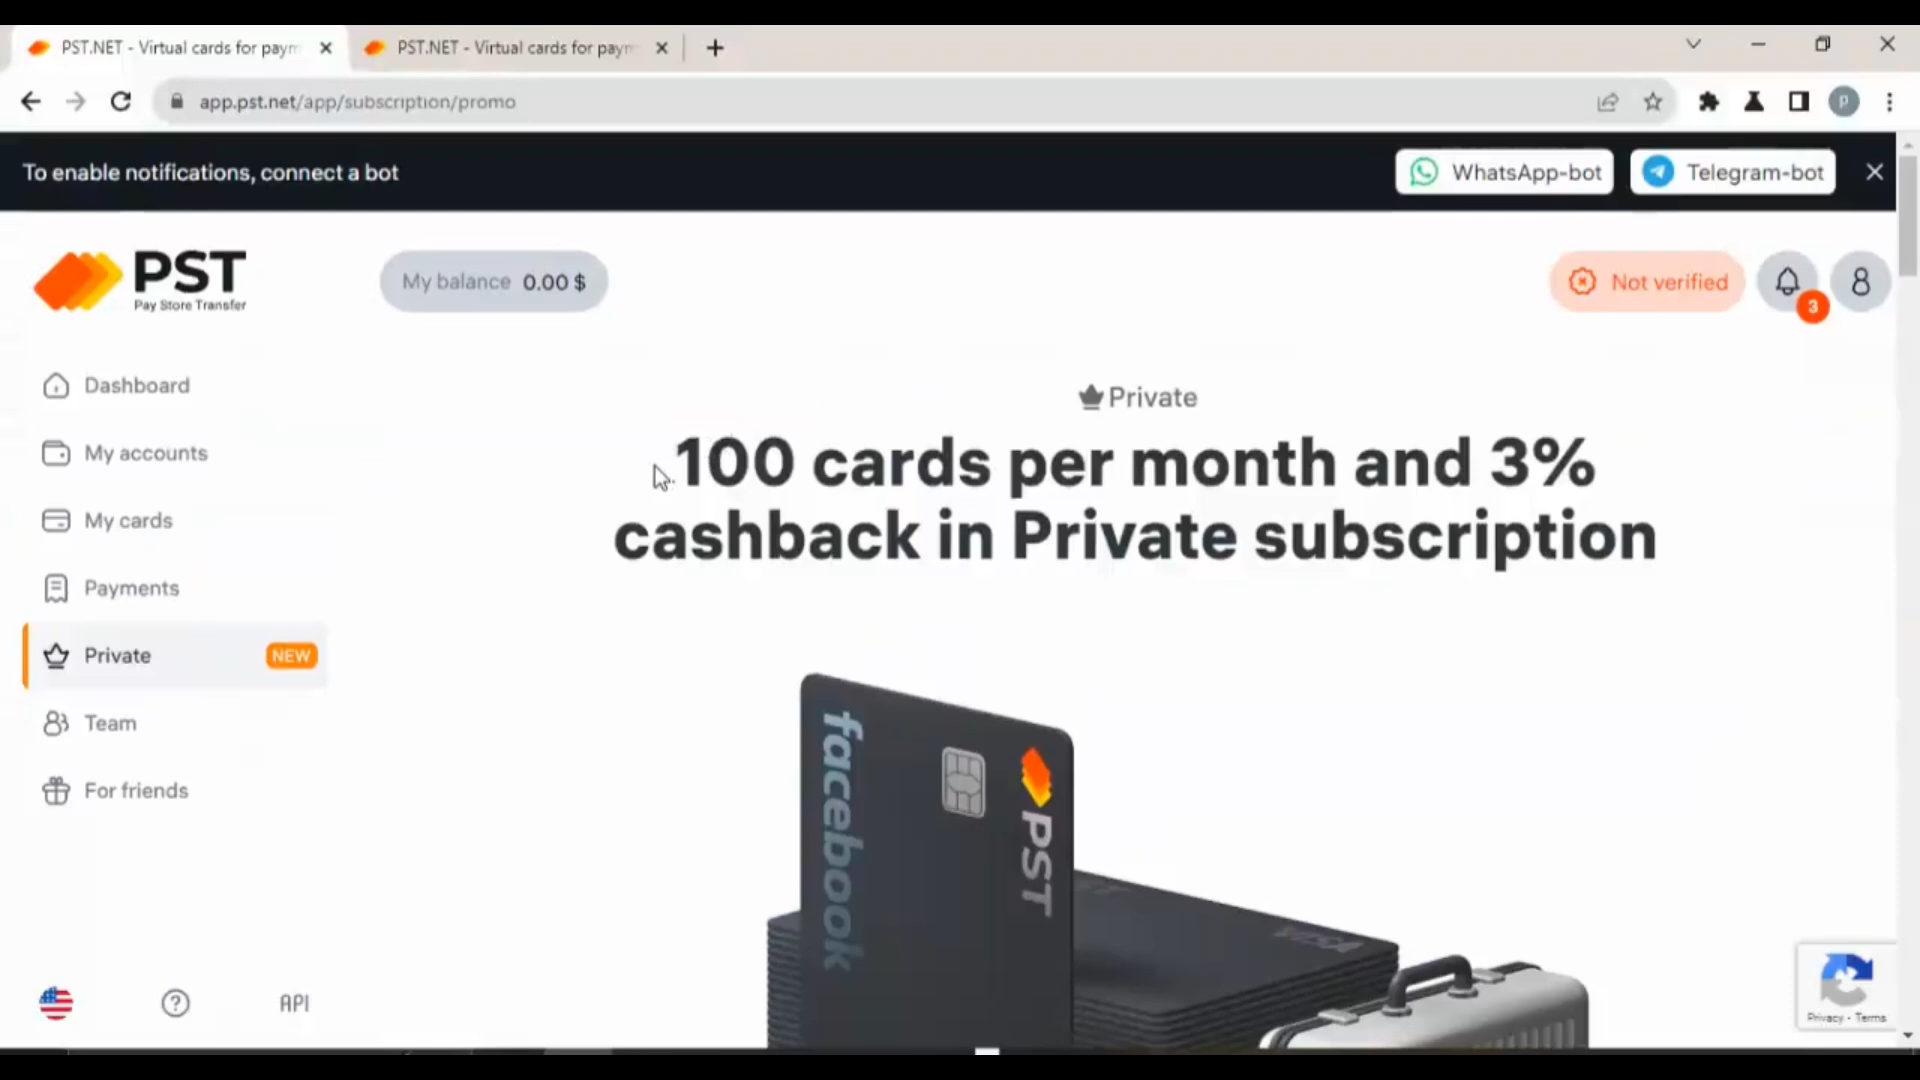 PST.NET - Virtual cards for paym
PST.NET - Virtual cards for paym
app.pst.net/app/subscription/promo
P
To enable notifications, connect a bot
WhatsApp-bot
Telegram-bot
PST
Pay Store Transfer
My balance 0.00 $
Not verified
3
Dashboard
My accounts
My cards
Payments
Private NEW
Team
For friends
API
Private
100 cards per month and 3%
cashback in Private subscription
facebook
PST
VISA
Privacy - Terms